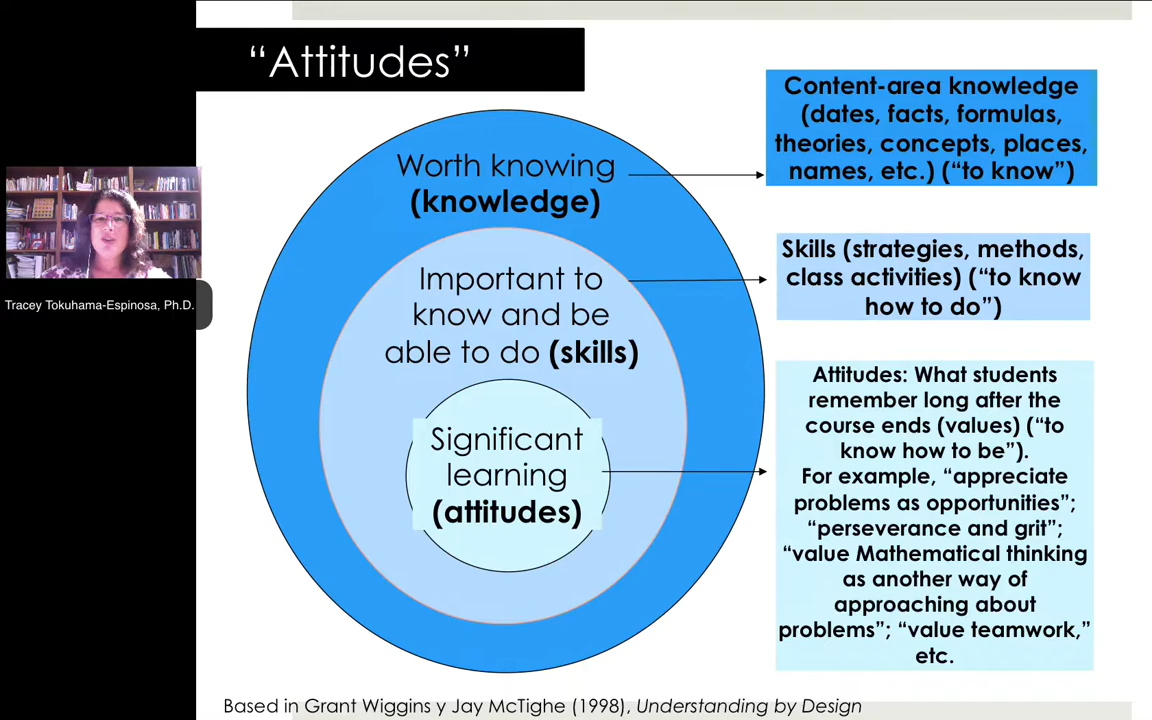 “Attitudes”
Worth knowing
(knowledge)
Important to
know and be
able to do (skills)
Significant
learning
(attitudes)
Content-area knowledge
(dates, facts, formulas,
theories, concepts, places,
names, etc.) (“to know”)
Skills (strategies, methods,
class activities) (“to know
how to do”)
Attitudes: What students
remember long after the
course ends (values) (“to
know how to be”).
For example, “appreciate
problems as opportunities”;
“perseverance and grit”;
“value Mathematical thinking
as another way of
approaching about
problems”; “value teamwork,”
etc.
Tracey Tokuhama-Espinosa, Ph.D.
Based in Grant Wiggins y Jay McTighe (1998), Understanding by Design